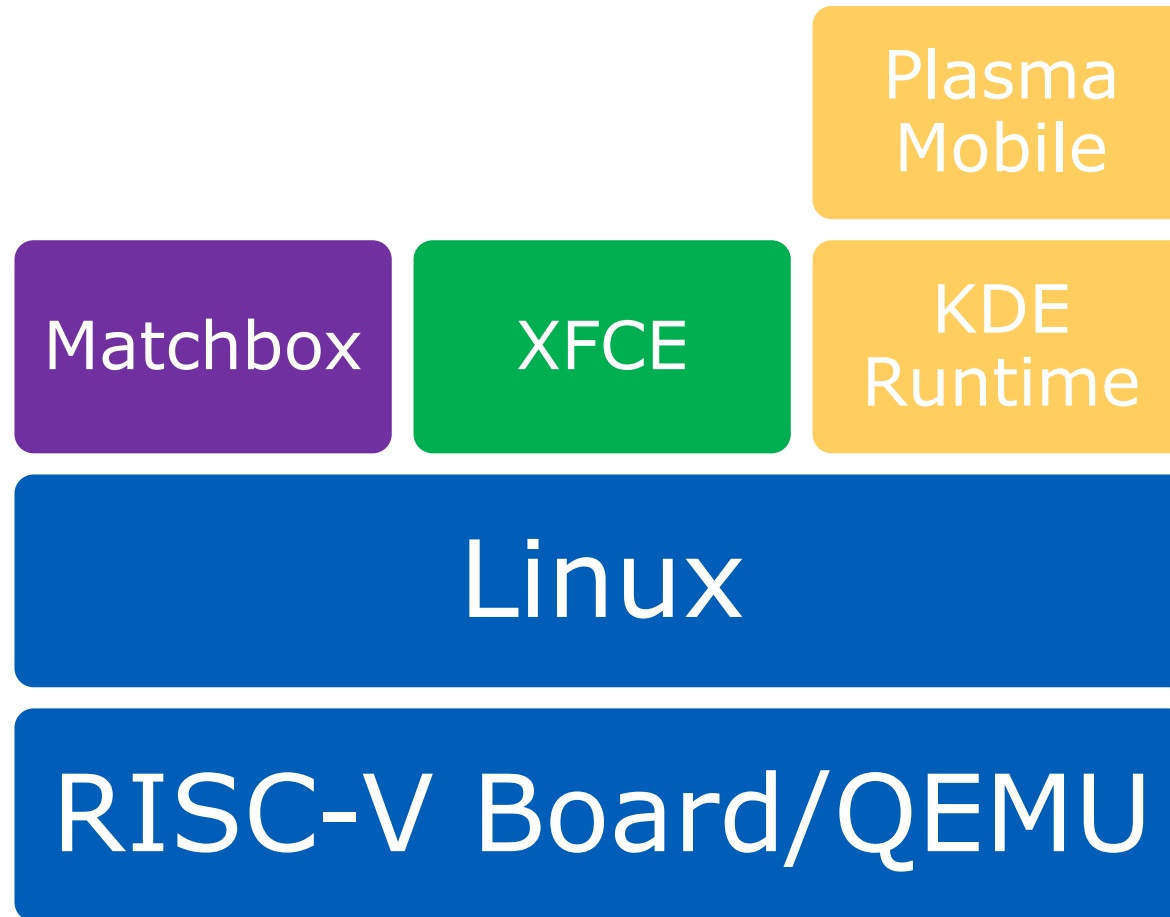 Plasma
Mobile
Matchbox
XFCE
KDE
Runtime
Linux
RISC-V Board/QEMU